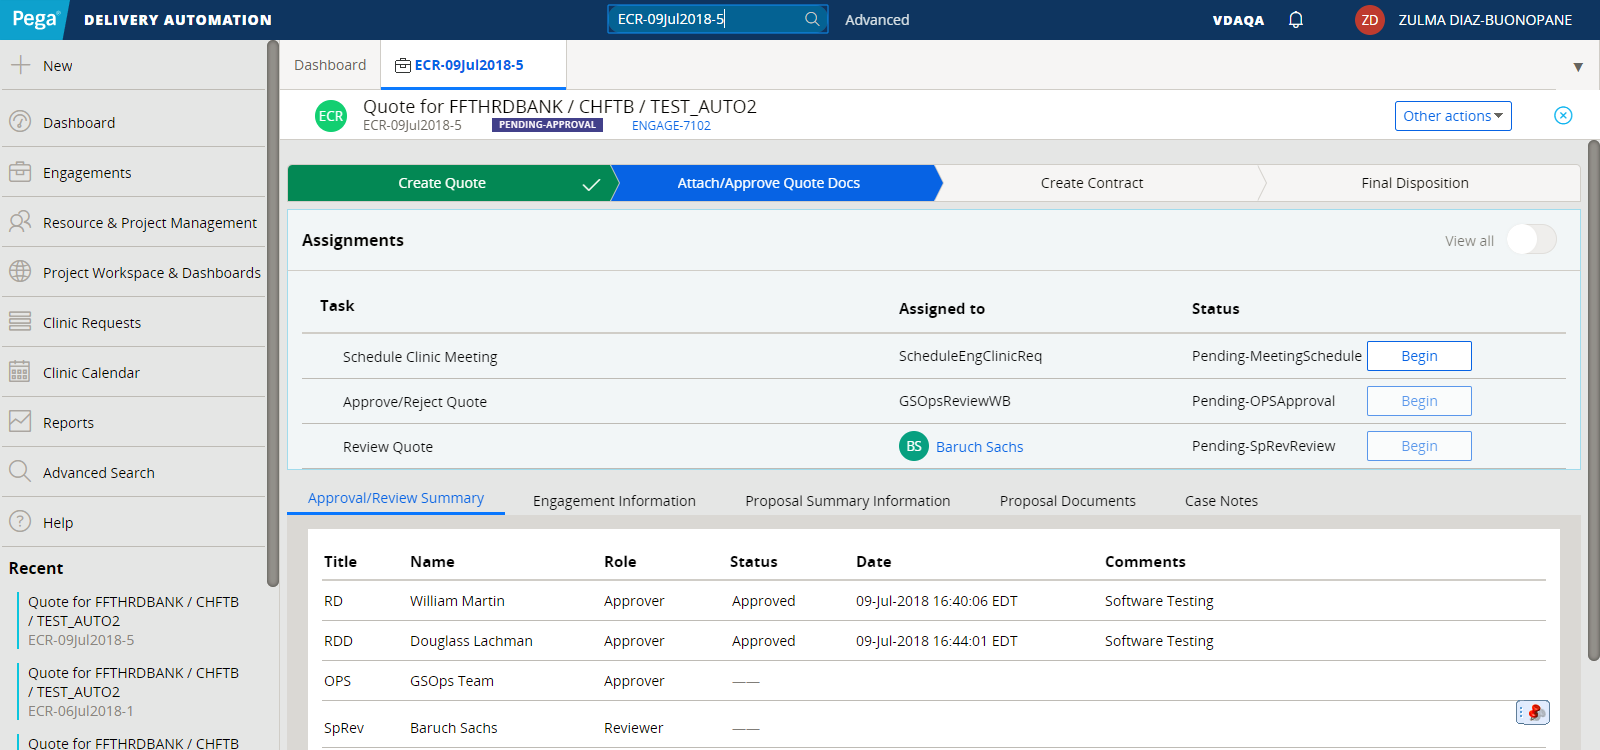 Pega® DELIVERY AUTOMATION ECR-09Jul2018-5 Advanced VDAQA ZD ZULMA DIAZ-BUONOPANE
New
Dashboard
Engagements
Resource & Project Management
Project Workspace & Dashboards
Clinic Requests
Clinic Calendar
Reports
Advanced Search
Help
Recent
Quote for FFTHRDBANK / CHFTB
/ TEST_AUTO2
ECR-09Jul2018-5
Quote for FFTHRDBANK / CHFTB
/ TEST_AUTO2
ECR-06Jul2018-1
Quote for FFTHRDBANK / CHFTB
Dashboard ECR-09Jul2018-5
ECR Quote for FFTHRDBANK / CHFTB / TEST_AUTO2
ECR-09Jul2018-5 PENDING-APPROVAL ENGAGE-7102
Other actions
Create Quote Attach/Approve Quote Docs Create Contract Final Disposition
Assignments View all
Task Assigned to Status
Schedule Clinic Meeting ScheduleEngClinicReq Pending-MeetingSchedule Begin
Approve/Reject Quote GSOpsReviewWB Pending-OPSApproval Begin
Review Quote BS Baruch Sachs Pending-SpRevReview Begin
Approval/Review Summary Engagement Information Proposal Summary Information Proposal Documents Case Notes
Title Name Role Status Date Comments
RD William Martin Approver Approved 09-Jul-2018 16:40:06 EDT Software Testing
RDD Douglass Lachman Approver Approved 09-Jul-2018 16:44:01 EDT Software Testing
OPS GSOps Team Approver ——
SpRev Baruch Sachs Reviewer ——